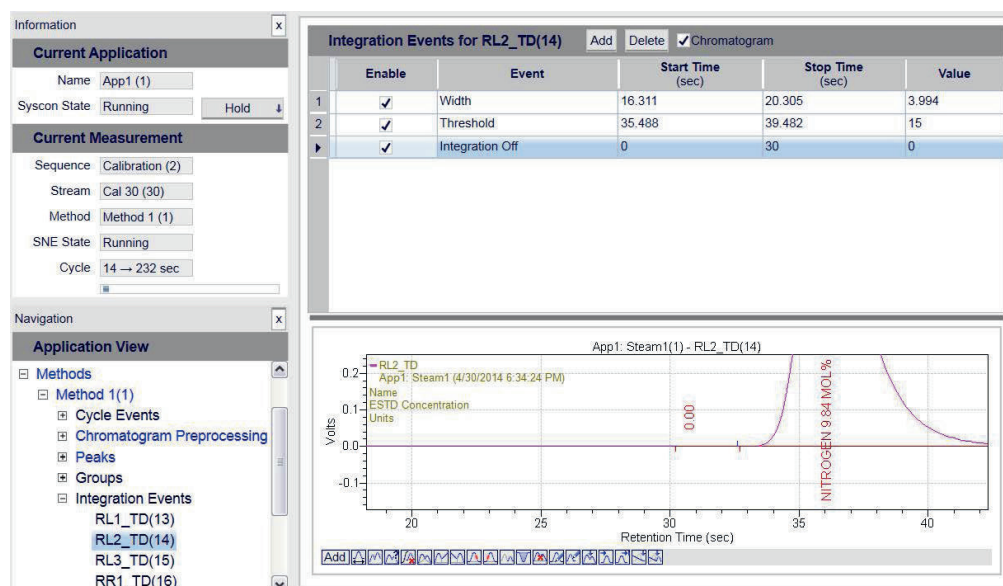 Information x
Current Application
Name App1 (1)
Syscon State Running Hold
Current Measurement
Sequence Calibration (2)
Stream Cal 30 (30)
Method Method 1 (1)
SNE State Running
Cycle 14 → 232 sec
Navigation x
Application View
Methods
Method 1(1)
Cycle Events
Chromatogram Preprocessing
Peaks
Groups
Integration Events
RL1_TD(13)
RL2_TD(14)
RL3_TD(15)
RR1_TD(16)
Integration Events for RL2_TD(14) Add Delete Chromatogram
Enable Event Start Time (sec) Stop Time (sec) Value
1 Width 16.311 20.305 3.994
2 Threshold 35.488 39.482 15
Integration Off 0 30 0
App1: Steam1(1) - RL2_TD(14)
RL2_TD
App1: Steam1 (4/30/2014 6:34:24 PM)
Name
ESTD Concentration
Units
Volts
0.2
0.1
0.0
-0.1
0.00
NITROGEN 9.84 MOL%
20 25 30 35 40
Retention Time (sec)
Add